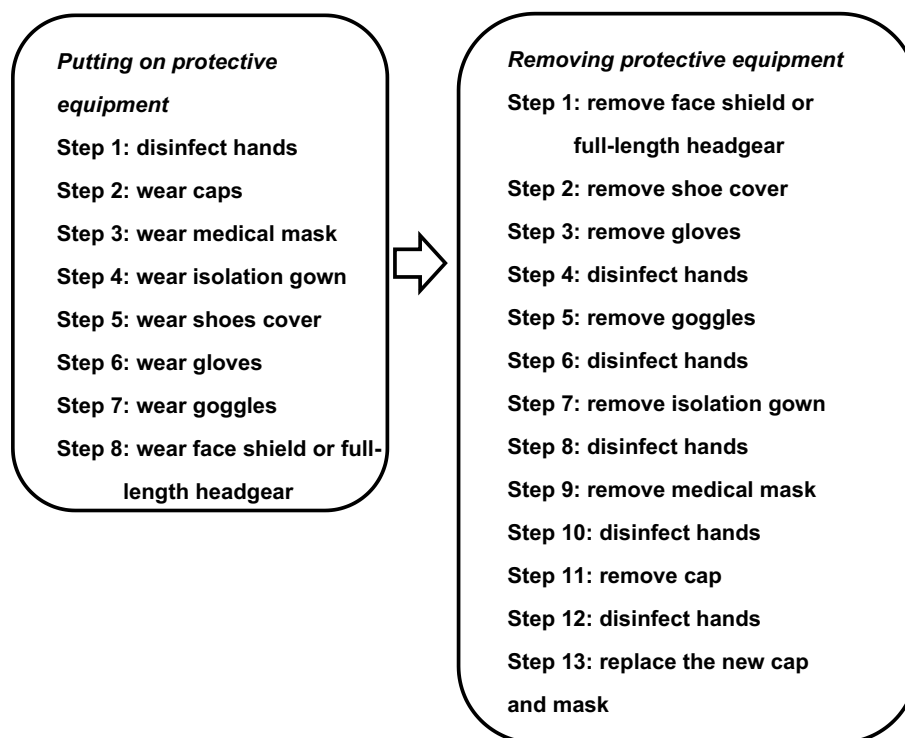 Putting on protective
equipment
Step 1: disinfect hands
Step 2: wear caps
Step 3: wear medical mask
Step 4: wear isolation gown
Step 5: wear shoes cover
Step 6: wear gloves
Step 7: wear goggles
Step 8: wear face shield or full-
length headgear
Removing protective equipment
Step 1: remove face shield or
full-length headgear
Step 2: remove shoe cover
Step 3: remove gloves
Step 4: disinfect hands
Step 5: remove goggles
Step 6: disinfect hands
Step 7: remove isolation gown
Step 8: disinfect hands
Step 9: remove medical mask
Step 10: disinfect hands
Step 11: remove cap
Step 12: disinfect hands
Step 13: replace the new cap
and mask